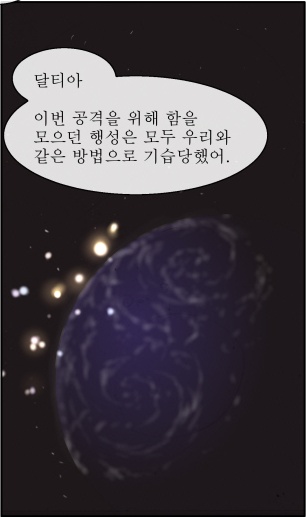 달티아
이번 공격을 위해 함을
모으던 행성은 모두 우리와
같은 방법으로 기습당했어.